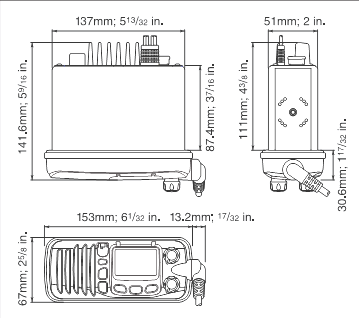 137mm; 5 13/32 in.
51mm; 2 in.
141.6mm; 5 9/16 in.
87.4mm; 3 7/16 in.
111mm; 4 3/8 in.
30.6mm; 1 17/32 in.
153mm; 6 1/32 in.
13.2mm; 17/32 in.
67mm; 2 5/8 in.